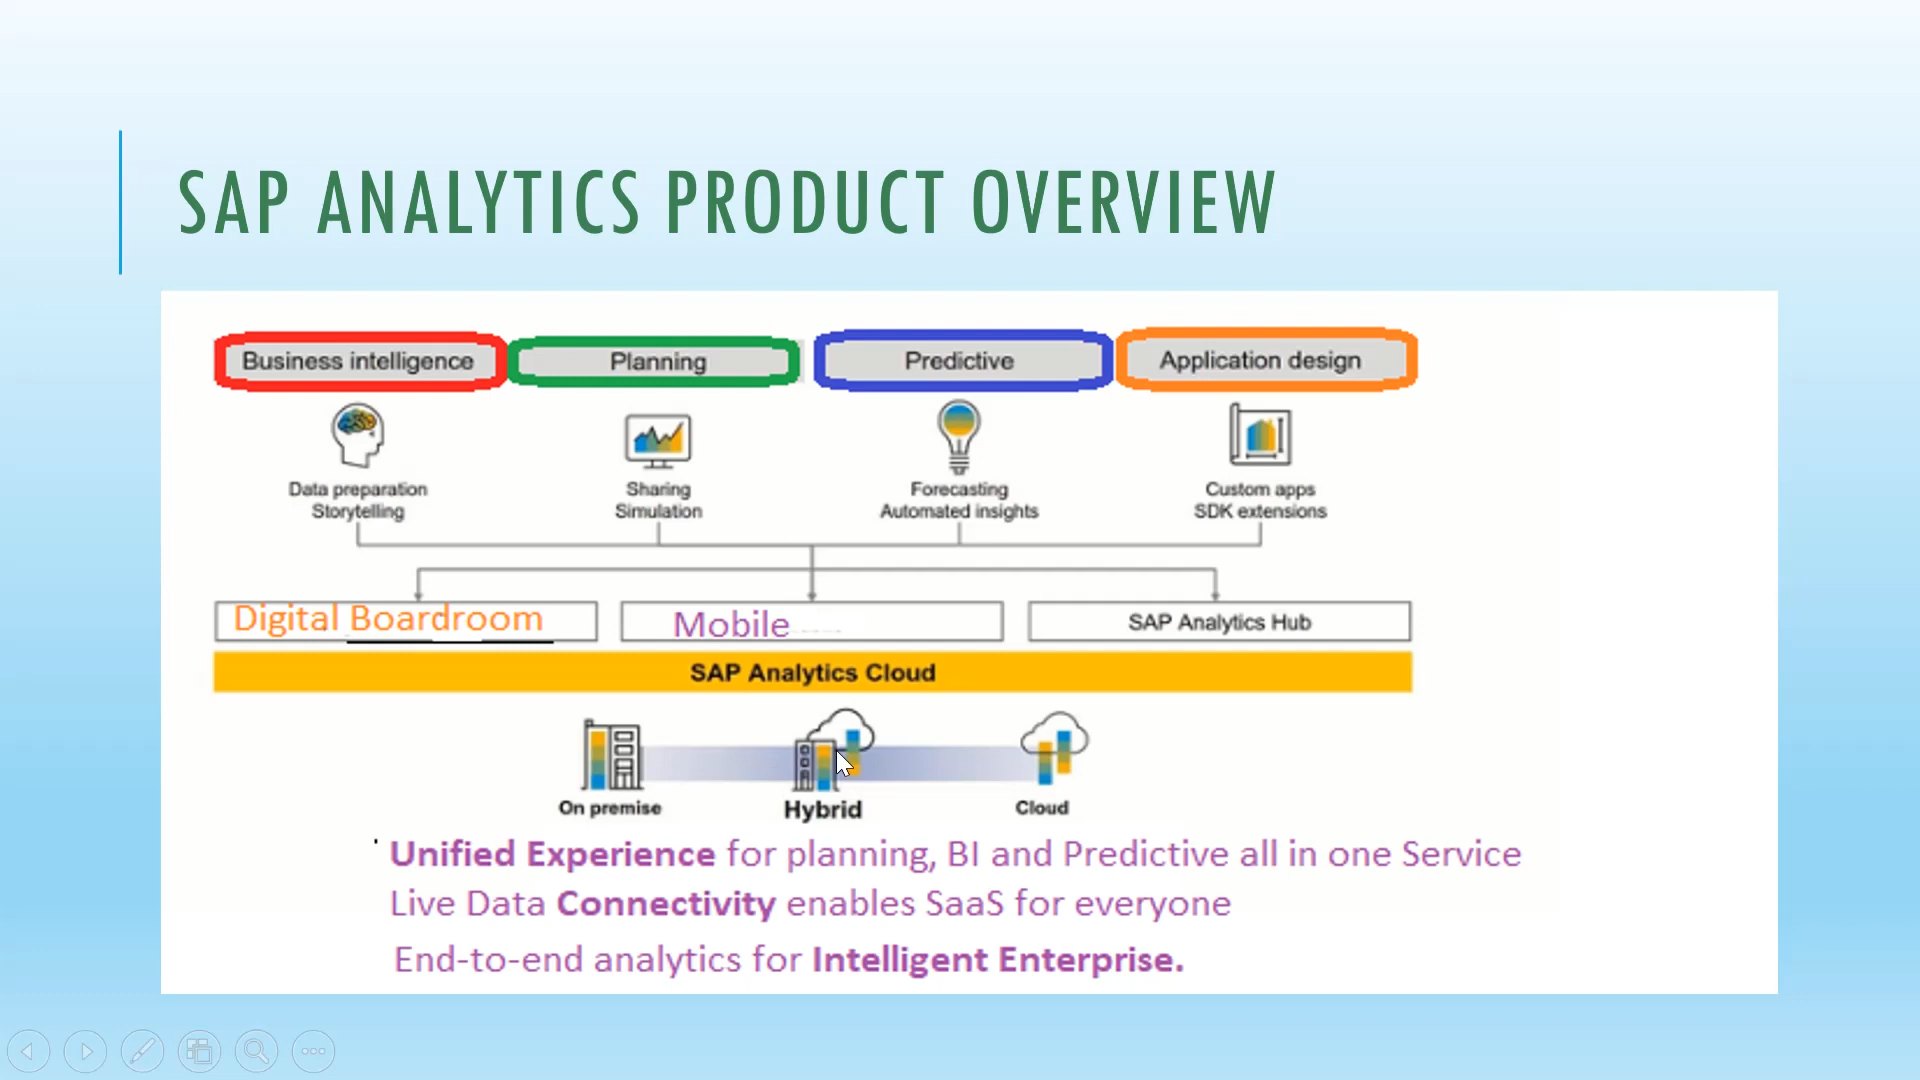 SAP ANALYTICS PRODUCT OVERVIEW
Business intelligence
Planning
Predictive
Application design
Data preparation
Storytelling
Sharing
Simulation
Forecasting
Automated insights
Custom apps
SDK extensions
Digital Boardroom
Mobile
SAP Analytics Hub
SAP Analytics Cloud
On premise
Hybrid
Cloud
Unified Experience for planning, BI and Predictive all in one Service
Live Data Connectivity enables SaaS for everyone
End-to-end analytics for Intelligent Enterprise.